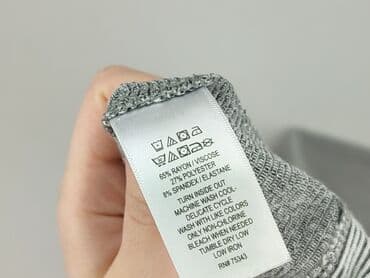 65% RAYON / VISCOSE
27% POLYESTER
8% SPANDEX / ELASTANE
TURN INSIDE OUT
MACHINE WASH COOL-
DELICATE CYCLE
WASH WITH LIKE COLORS
ONLY NON-CHLORINE
BLEACH WHEN NEEDED
TUMBLE DRY LOW
LOW IRON
RN# 75343